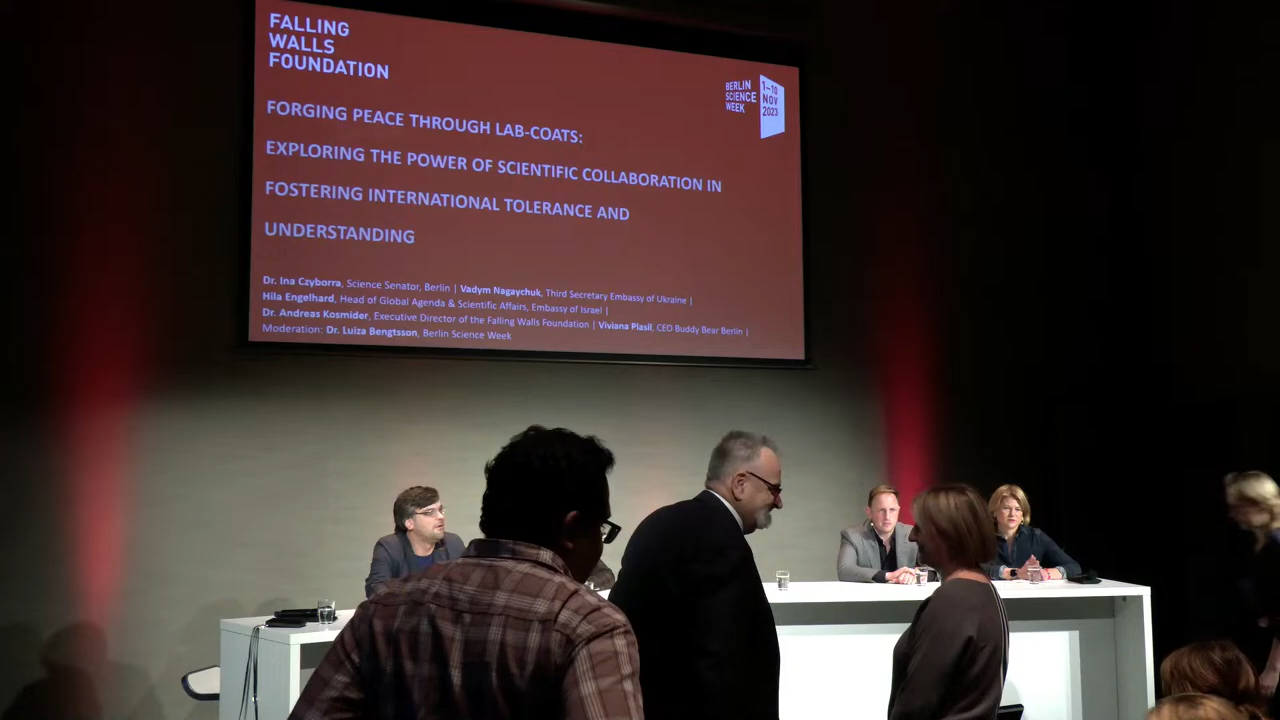 FALLING
WALLS
FOUNDATION
BERLIN
SCIENCE
WEEK
1–10
NOV
2023
FORGING PEACE THROUGH LAB-COATS:
EXPLORING THE POWER OF SCIENTIFIC COLLABORATION IN
FOSTERING INTERNATIONAL TOLERANCE AND
UNDERSTANDING
Dr. Ina Czyborra, Science Senator, Berlin | Vadym Nagaychuk, Third Secretary Embassy of Ukraine |
Hila Engelhard, Head of Global Agenda & Scientific Affairs, Embassy of Israel |
Dr. Andreas Kosmider, Executive Director of the Falling Walls Foundation | Viviana Plasil, CEO Buddy Bear Berlin |
Moderation: Dr. Luiza Bengtsson, Berlin Science Week